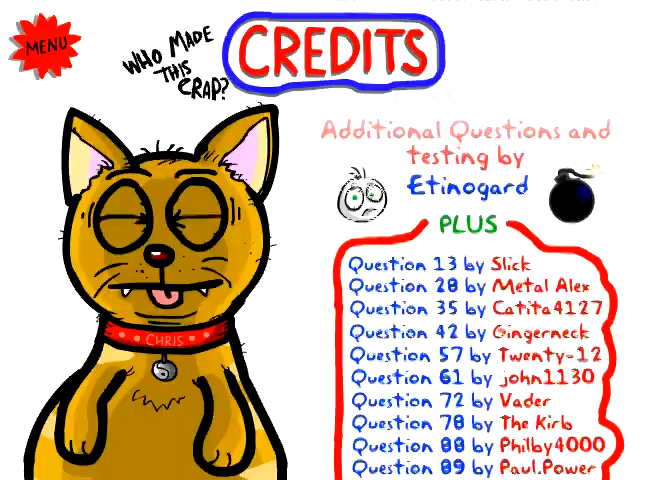 MENU
WHO MADE
THIS
CRAP?
CREDITS
Additional Questions and
testing by
Etinogard
PLUS
Question 13 by Slick
Question 28 by Metal Alex
Question 35 by Catita4127
Question 42 by Gingerneck
Question 57 by Twenty-12
Question 61 by john1130
Question 72 by Vader
Question 78 by The Kirb
Question 88 by Philby4000
Question 89 by Paul.Power
CHRIS